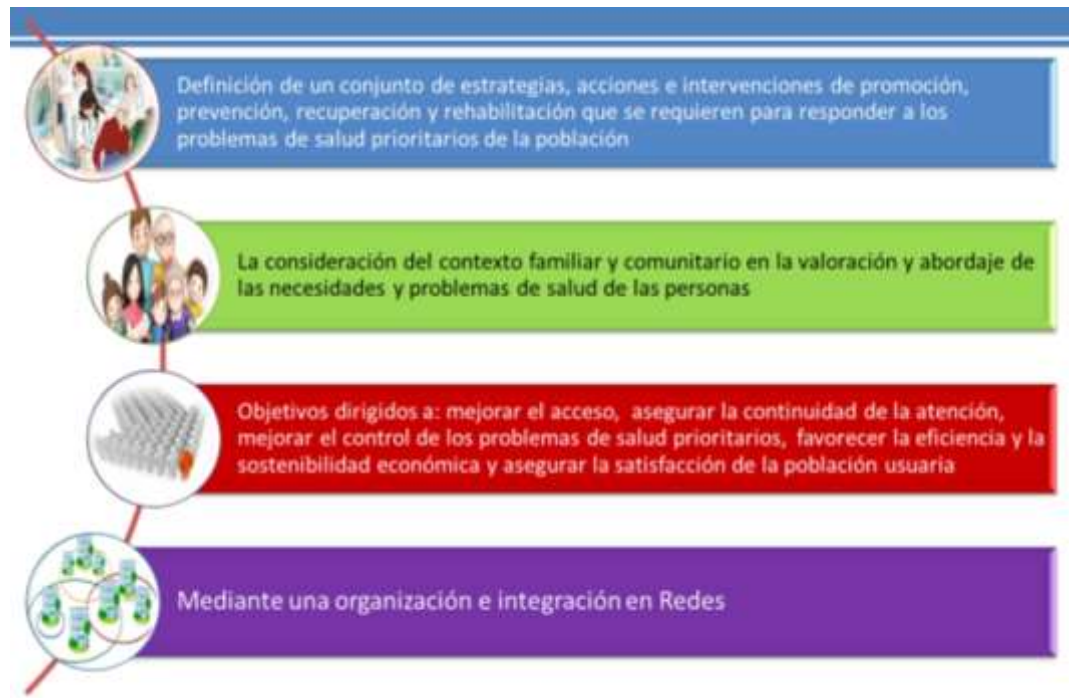 Definición de un conjunto de estrategias, acciones e intervenciones de promoción,
prevención, recuperación y rehabilitación que se requieren para responder a los
problemas de salud prioritarios de la población
La consideración del contexto familiar y comunitario en la valoración y abordaje de
las necesidades y problemas de salud de las personas
Objetivos dirigidos a: mejorar el acceso, asegurar la continuidad de la atención,
mejorar el control de los problemas de salud prioritarios, favorecer la eficiencia y la
sostenibilidad económica y asegurar la satisfacción de la población usuaria
Mediante una organización e integración en Redes